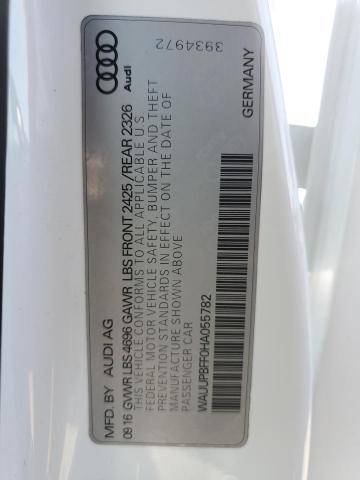 MFD. BY AUDI AG
09 16 GVWR LBS 4696 GAWR LBS FRONT 2425 /REAR 2326
THIS VEHICLE CONFORMS TO ALL APPLICABLE U.S.
FEDERAL MOTOR VEHICLE SAFETY, BUMPER AND THEFT
PREVENTION STANDARDS IN EFFECT ON THE DATE OF
MANUFACTURE SHOWN ABOVE
PASSENGER CAR
WAUUPBFF0HA055782
GERMANY
Audi
3934972